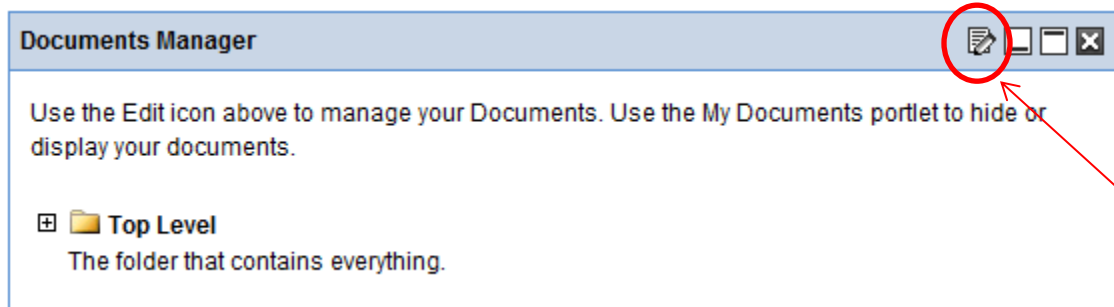 Documents Manager
Use the Edit icon above to manage your Documents. Use the My Documents portlet to hide or
display your documents.
Top Level
The folder that contains everything.